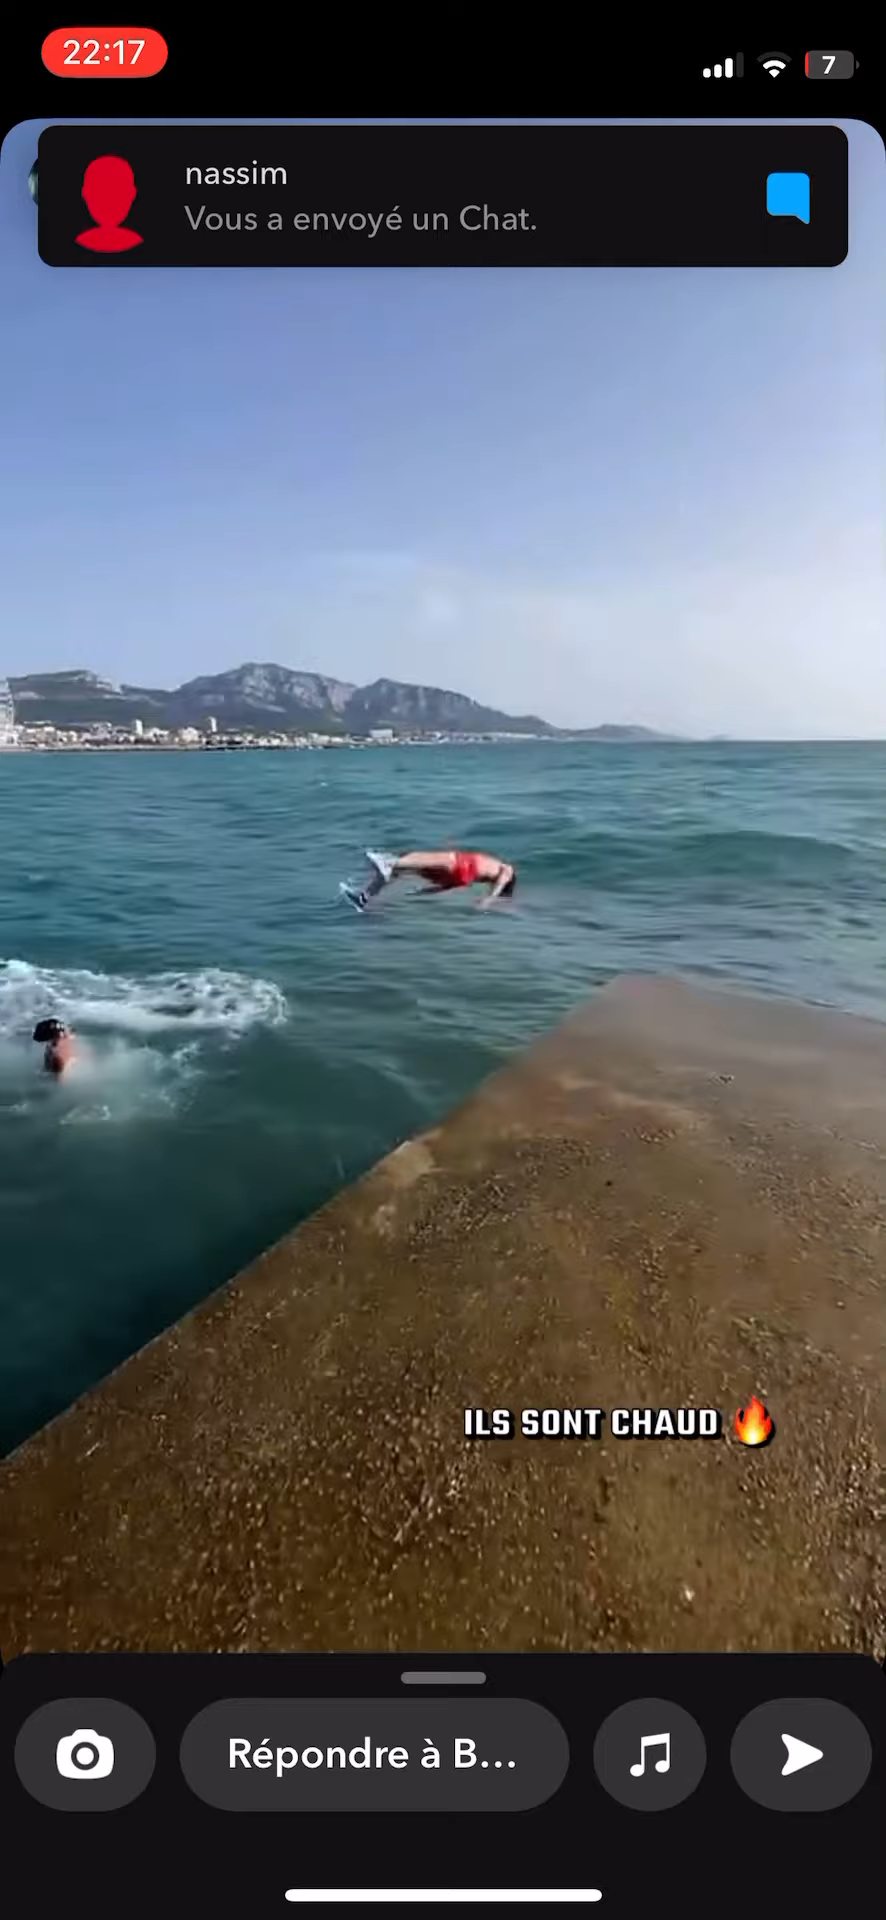 22:17
7
nassim
Vous a envoyé un Chat.
ILS SONT CHAUD 🔥
Répondre à B...